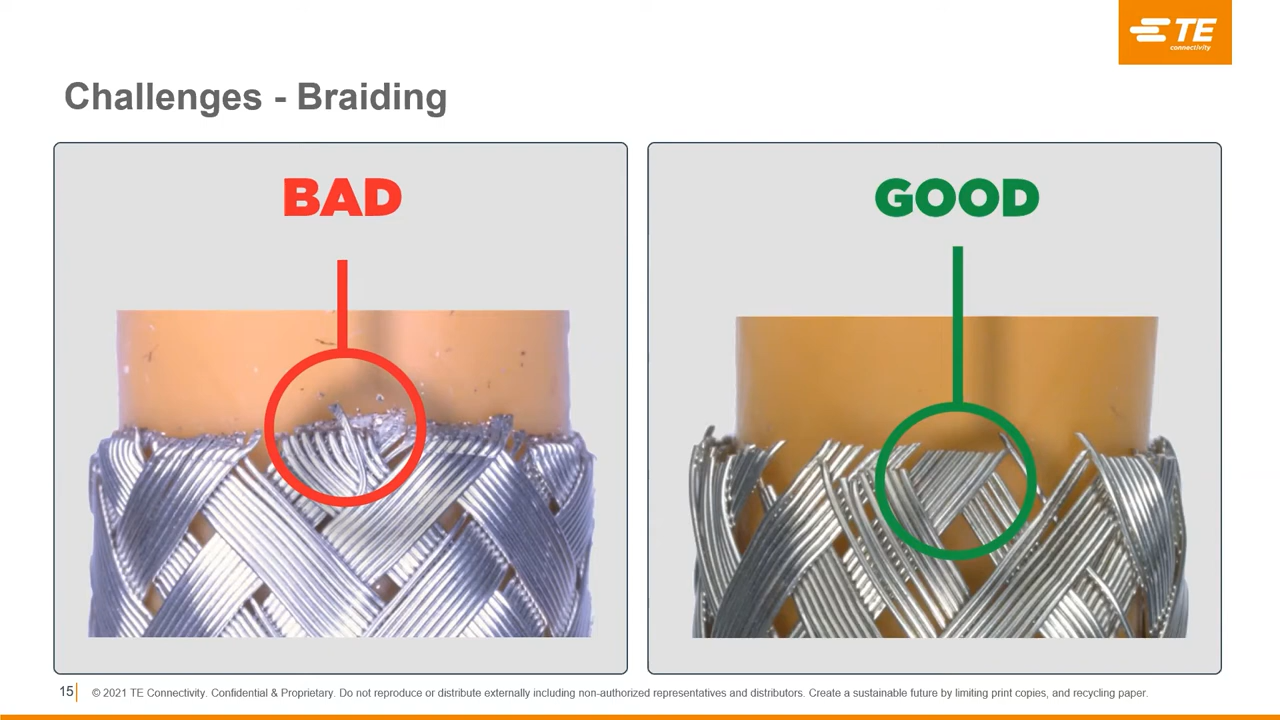 TE
connectivity
Challenges - Braiding
BAD
GOOD
15
© 2021 TE Connectivity. Confidential & Proprietary. Do not reproduce or distribute externally including non-authorized representatives and distributors. Create a sustainable future by limiting print copies, and recycling paper.